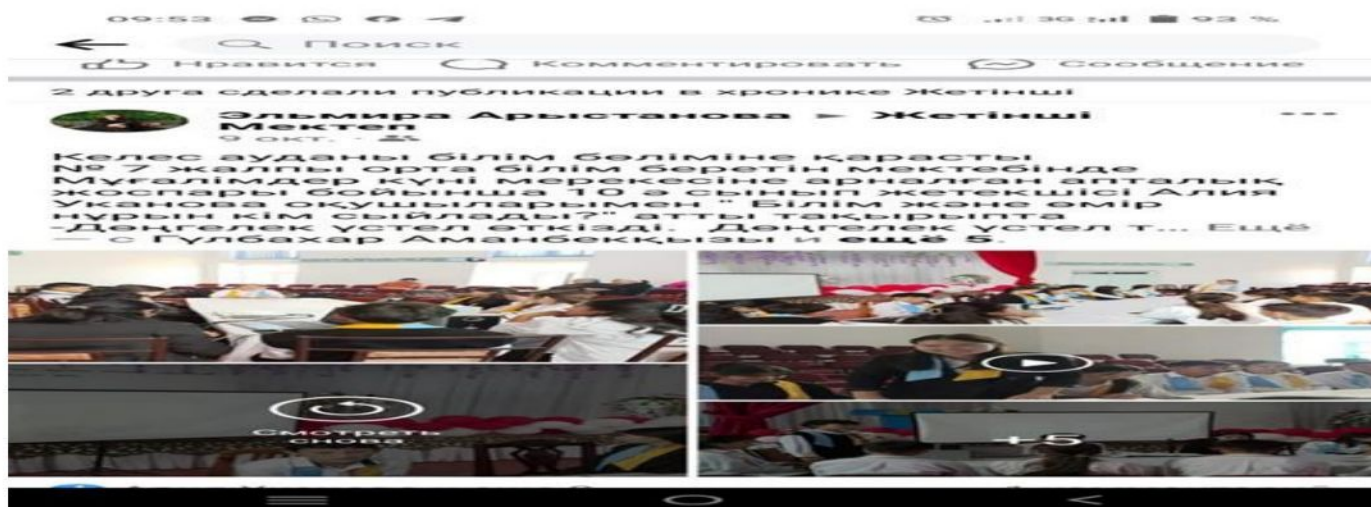 09:53 3G 93 %
Поиск
Нравится Комментировать Сообщение
2 друга сделали публикации в хронике Жетінші
Эльмира Арыстанова ▸ Жетінші
Мектеп
9 окт. ·
Келес ауданы білім бөліміне қарасты
№ 7 жалпы орта білім беретін мектебінде
Мұғалімдер күні мерекесіне арналған апталық
жоспары бойынша 10 а сынып жетекшісі Алия
Уканова оқушыларымен " Білім және өмір
нұрын кім сыйлады?" атты тақырыпта
-Дөңгелек үстел өткізді. Дөңгелек үстел т... Ещё
— с Гүлбахар Аманбекқызы и ещё 5.
Смотреть
снова
+5